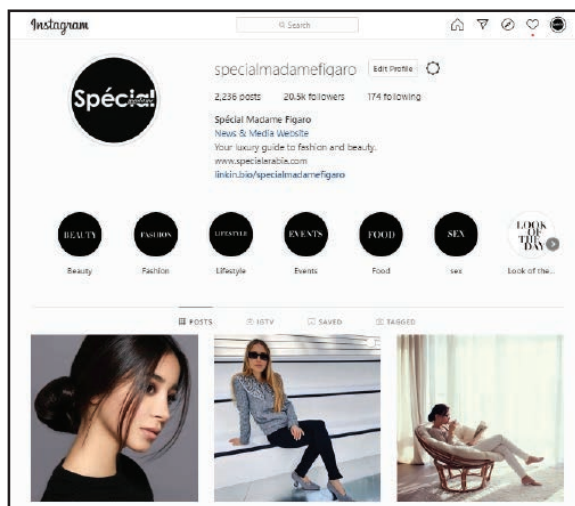 Instagram
Search
specialmadamefigaro Edit Profile
Spécial
madame
2,236 posts 20.5k followers 174 following
Spécial Madame Figaro
News & Media Website
Your luxury guide to fashion and beauty.
www.specialarabia.com
linkin.bio/specialmadamefigaro
BEAUTY FASHION LIFESTYLE EVENTS FOOD SEX LOOK
OF
THE
DAY
Beauty Fashion Lifestyle Events Food sex Look of the...
POSTS IGTV SAVED TAGGED